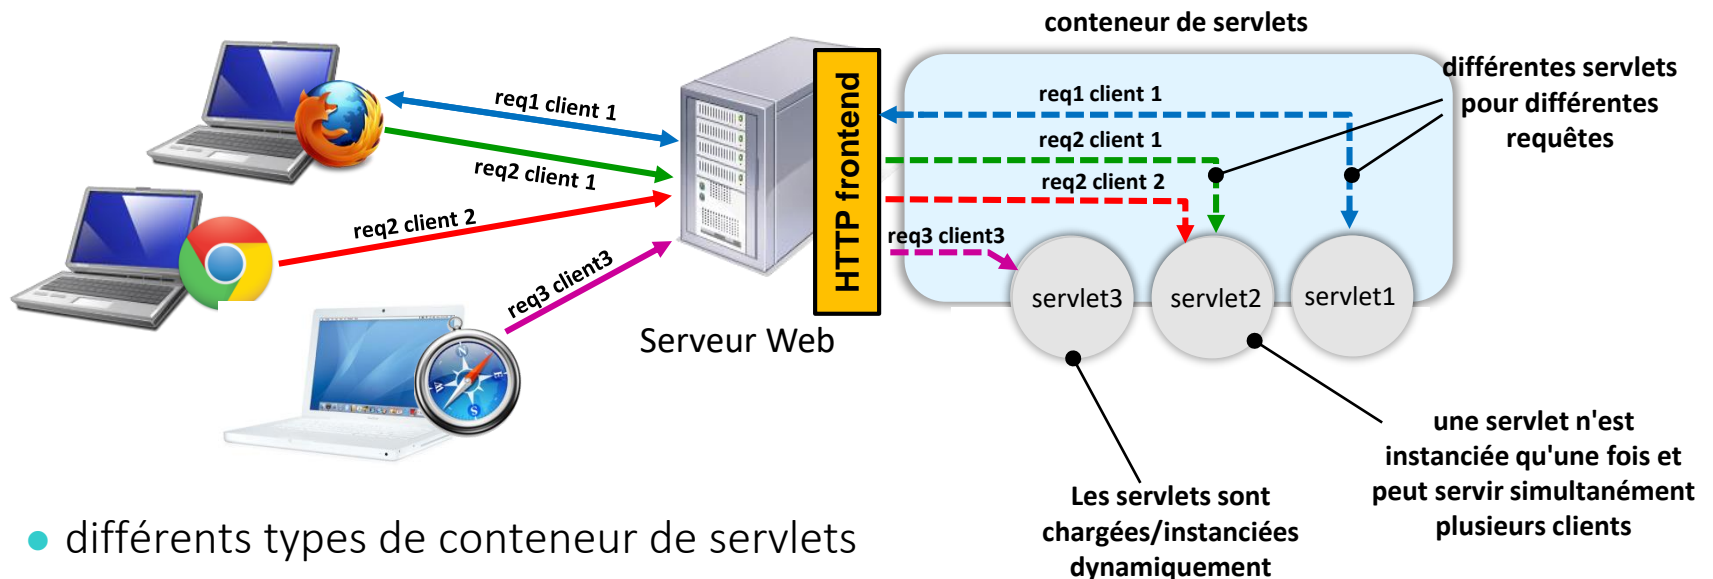 conteneur de servlets
différentes servlets
pour différentes
requêtes
req1 client 1
req2 client 1
req2 client 2
req3 client3
HTTP frontend
req1 client 1
req2 client 1
req2 client 2
req3 client3
servlet3
servlet2
servlet1
Serveur Web
une servlet n'est
instanciée qu'une fois et
peut servir simultanément
plusieurs clients
Les servlets sont
chargées/instanciées
dynamiquement
• différents types de conteneur de servlets